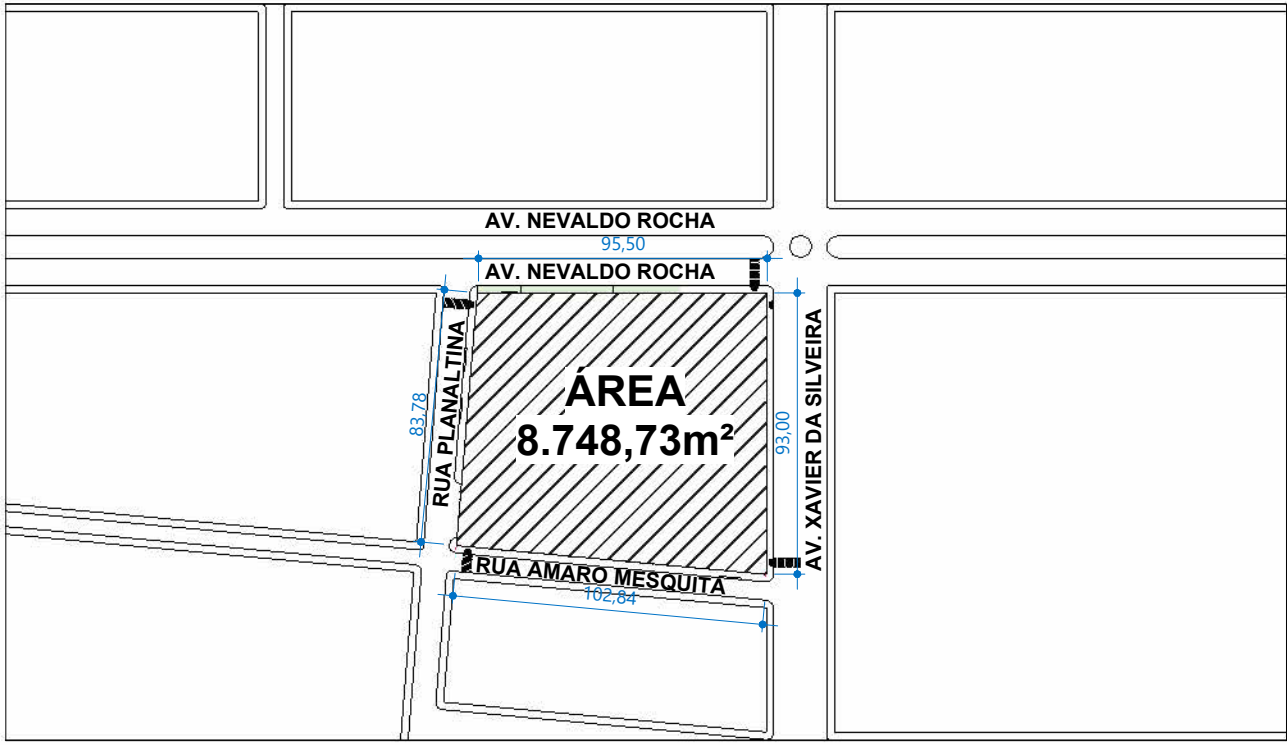 AV. NEVALDO ROCHA
95,50
AV. NEVALDO ROCHA
RUA PLANALTINA
83,78
ÁREA
8.748,73m²
93,00
AV. XAVIER DA SILVEIRA
RUA AMARO MESQUITA
102,84